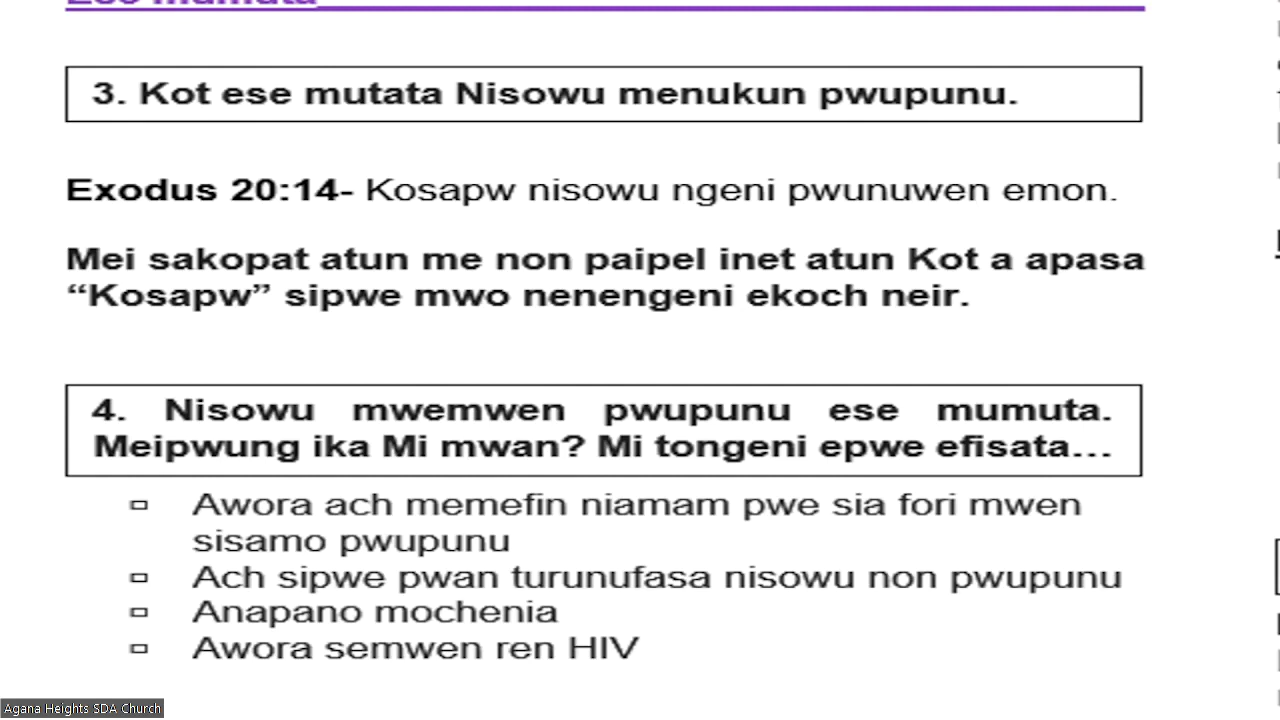 Ese mumuta
3. Kot ese mutata Nisowu menukun pwupunu.
Exodus 20:14- Kosapw nisowu ngeni pwunuwen emon.
Mei sakopat atun me non paipel inet atun Kot a apasa
“Kosapw” sipwe mwo nenengeni ekoch neir.
4. Nisowu mwemwen pwupunu ese mumuta.
Meipwung ika Mi mwan? Mi tongeni epwe efisata…
▫ Awora ach memefin niamam pwe sia fori mwen
sisamo pwupunu
▫ Ach sipwe pwan turunufasa nisowu non pwupunu
▫ Anapano mochenia
▫ Awora semwen ren HIV
Agana Heights SDA Church